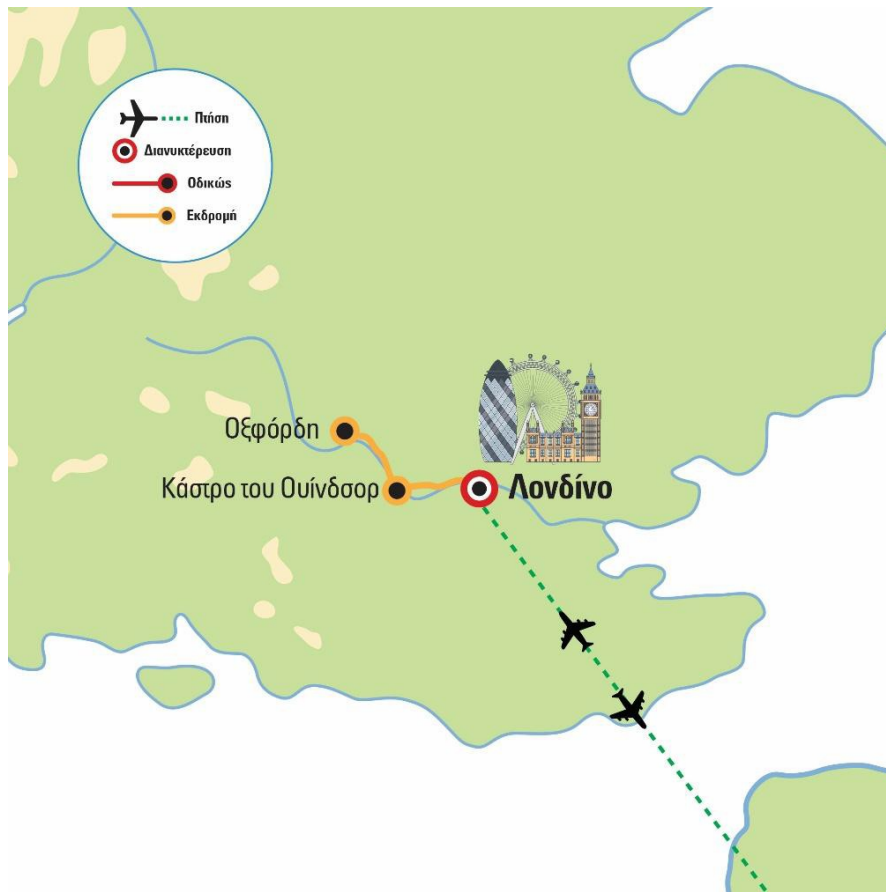 Πτήση
Διανυκτέρευση
Οδικώς
Εκδρομή
Οξφόρδη
Κάστρο του Ουίνδσορ
Λονδίνο